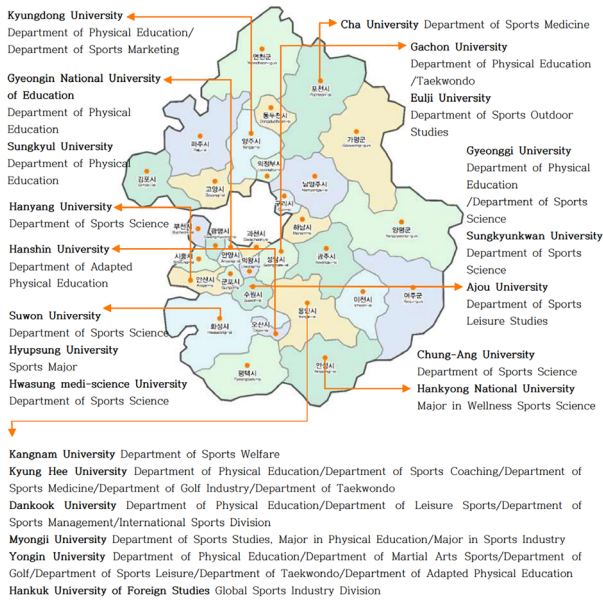 Kyungdong University
Department of Physical Education/
Department of Sports Marketing
Gyeongin National University
of Education
Department of Physical
Education
Sungkyul University
Department of Physical
Education
Hanyang University
Department of Sports Science
Hanshin University
Department of Adapted
Physical Education
Suwon University
Department of Sports Science
Hyupsung University
Sports Major
Hwasung medi-science University
Department of Sports Science
연천군
포천시
동두천시
가평군
파주시
양주시
의정부시
김포시
고양시
남양주시
구리시
하남시
양평군
부천시
광명시
과천시
시흥시
안양시
의왕시
성남시
광주시
안산시
군포시
수원시
용인시
이천시
여주군
화성시
오산시
평택시
안성시
Cha University Department of Sports Medicine
Gachon University
Department of Physical Education
/Taekwondo
Eulji University
Department of Sports Outdoor
Studies
Gyeonggi University
Department of Physical
Education
/Department of Sports
Science
Sungkyunkwan University
Department of Sports
Science
Ajou University
Department of Sports
Leisure Studies
Chung-Ang University
Department of Sports Science
Hankyong National University
Major in Wellness Sports Science
Kangnam University Department of Sports Welfare
Kyung Hee University Department of Physical Education/Department of Sports Coaching/Department of
Sports Medicine/Department of Golf Industry/Department of Taekwondo
Dankook University Department of Physical Education/Department of Leisure Sports/Department of
Sports Management/International Sports Division
Myongji University Department of Sports Studies, Major in Physical Education/Major in Sports Industry
Yongin University Department of Physical Education/Department of Martial Arts Sports/Department of
Golf/Department of Sports Leisure/Department of Taekwondo/Department of Adapted Physical Education
Hankuk University of Foreign Studies Global Sports Industry Division